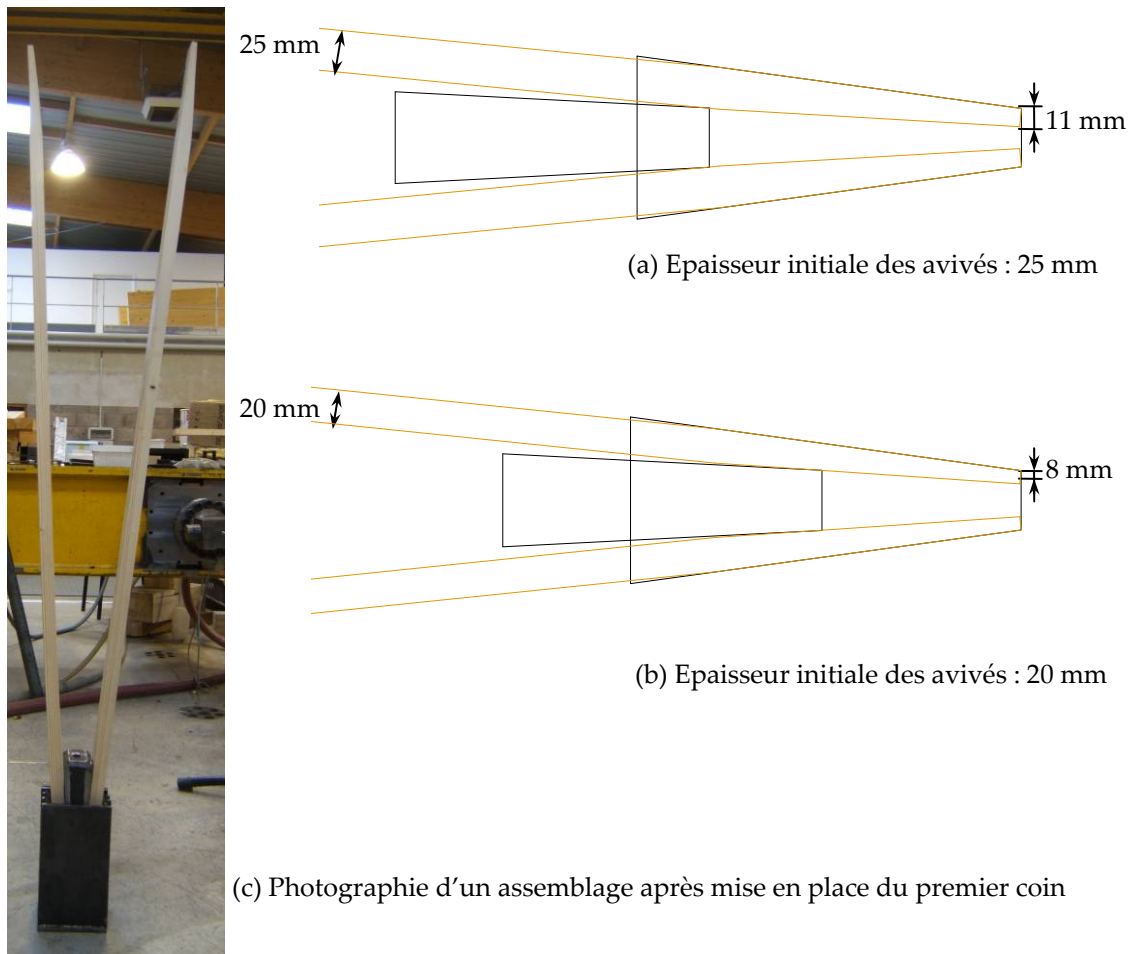 25 mm
11 mm
(a) Epaisseur initiale des avivés : 25 mm
20 mm
8 mm
(b) Epaisseur initiale des avivés : 20 mm
(c) Photographie d’un assemblage après mise en place du premier coin